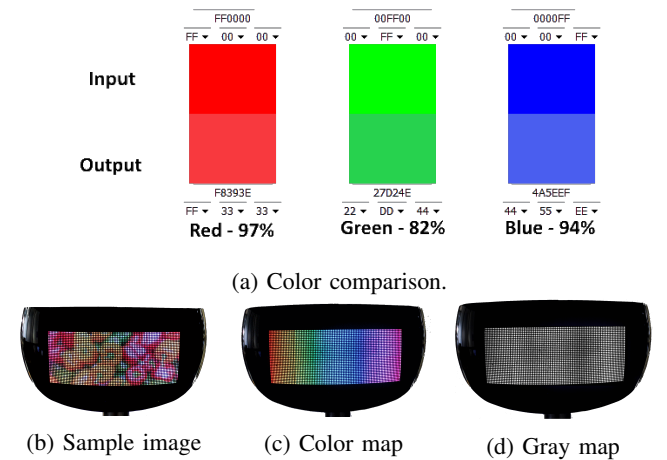 FF0000 00FF00 0000FF
FF 00 00 00 FF 00 00 00 FF
Input
Output
F8393E 27D24E 4A5EEF
FF 33 33 22 DD 44 44 55 EE
Red - 97% Green - 82% Blue - 94%
(a) Color comparison.
(b) Sample image (c) Color map (d) Gray map